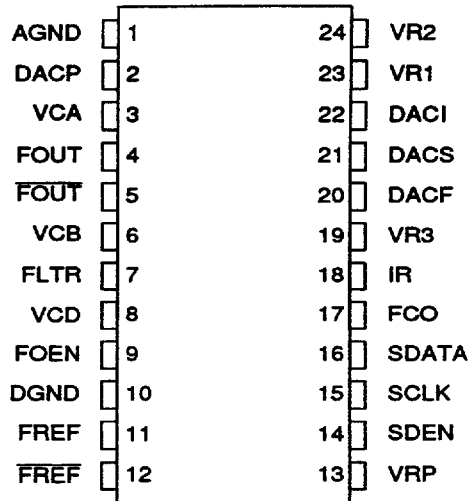 AGND 1 24 VR2
DACP 2 23 VR1
VCA 3 22 DACI
FOUT 4 21 DACS
F̅O̅U̅T̅ 5 20 DACF
VCB 6 19 VR3
FLTR 7 18 IR
VCD 8 17 FCO
FOEN 9 16 SDATA
DGND 10 15 SCLK
FREF 11 14 SDEN
F̅R̅E̅F̅ 12 13 VRP